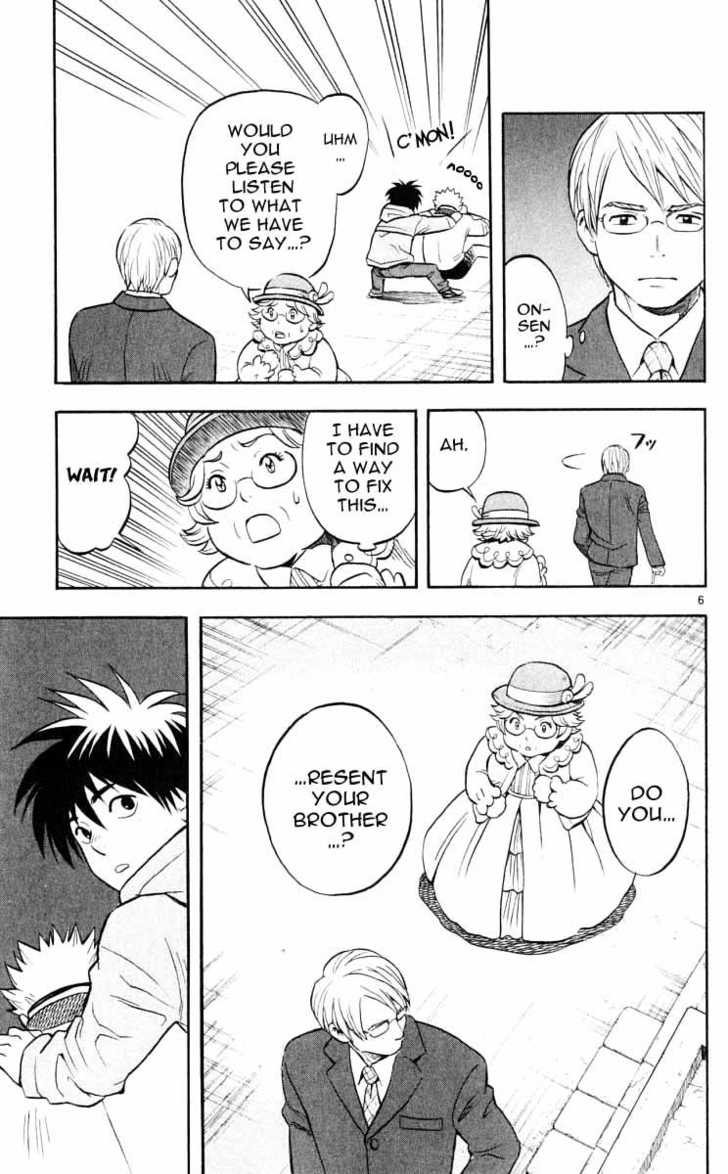 ON-
SEN
...?
C'MON!
NOOOO
UHM
...
WOULD
YOU
PLEASE
LISTEN
TO WHAT
WE HAVE
TO SAY...?
フッ
AH.
I HAVE
TO FIND
A WAY
TO FIX
THIS...
WAIT!
6
DO
YOU...
...RESENT
YOUR
BROTHER
...?